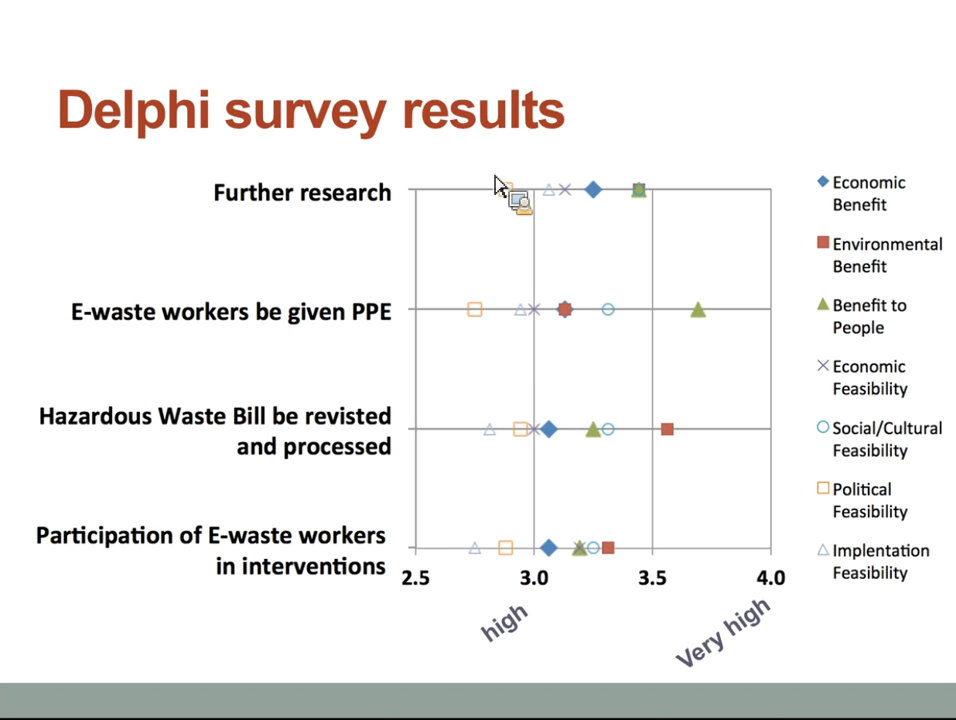 Delphi survey results
Further research
E-waste workers be given PPE
Hazardous Waste Bill be revisted
and processed
Participation of E-waste workers
in interventions
2.5 3.0 3.5 4.0
high
Very high
Economic
Benefit
Environmental
Benefit
Benefit to
People
Economic
Feasibility
Social/Cultural
Feasibility
Political
Feasibility
Implentation
Feasibility